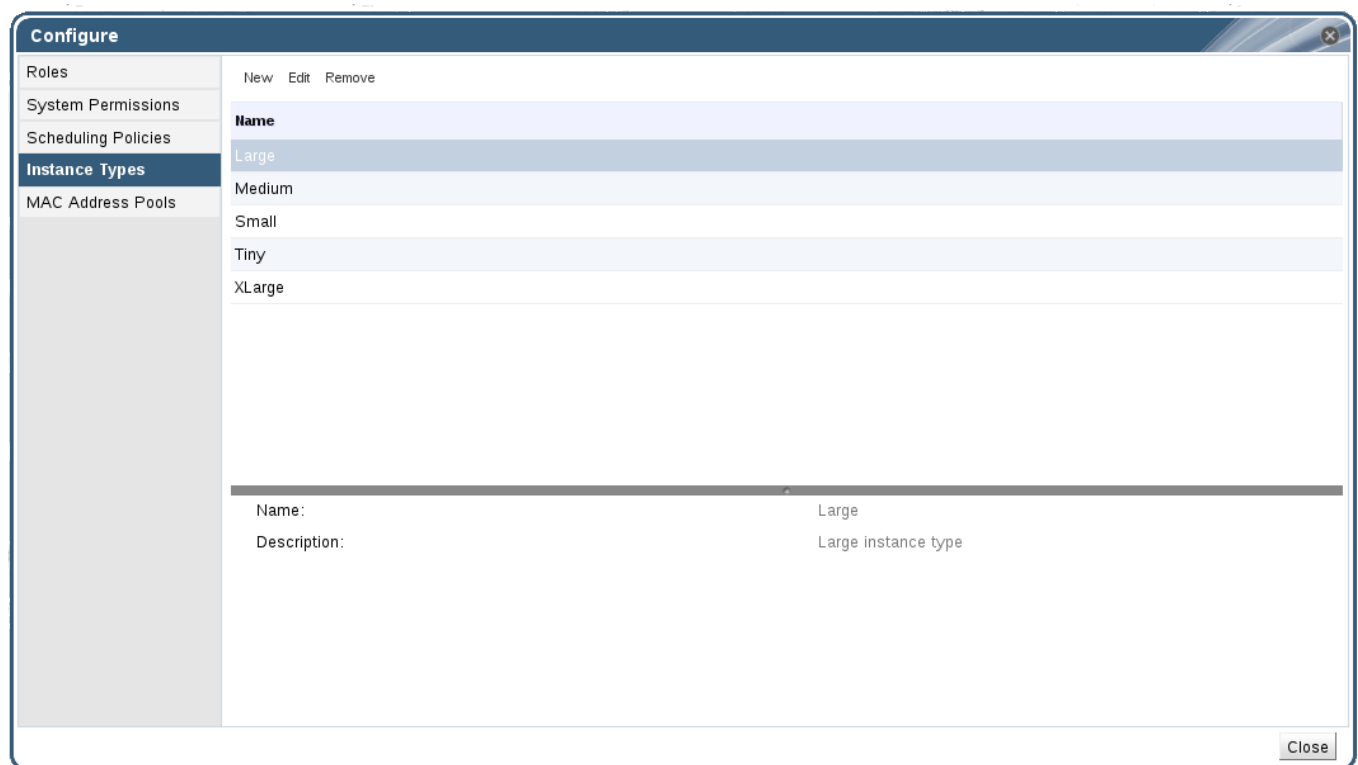 Configure
Roles
System Permissions
Scheduling Policies
Instance Types
MAC Address Pools
New Edit Remove
Name
Large
Medium
Small
Tiny
XLarge
Name: Large
Description: Large instance type
Close